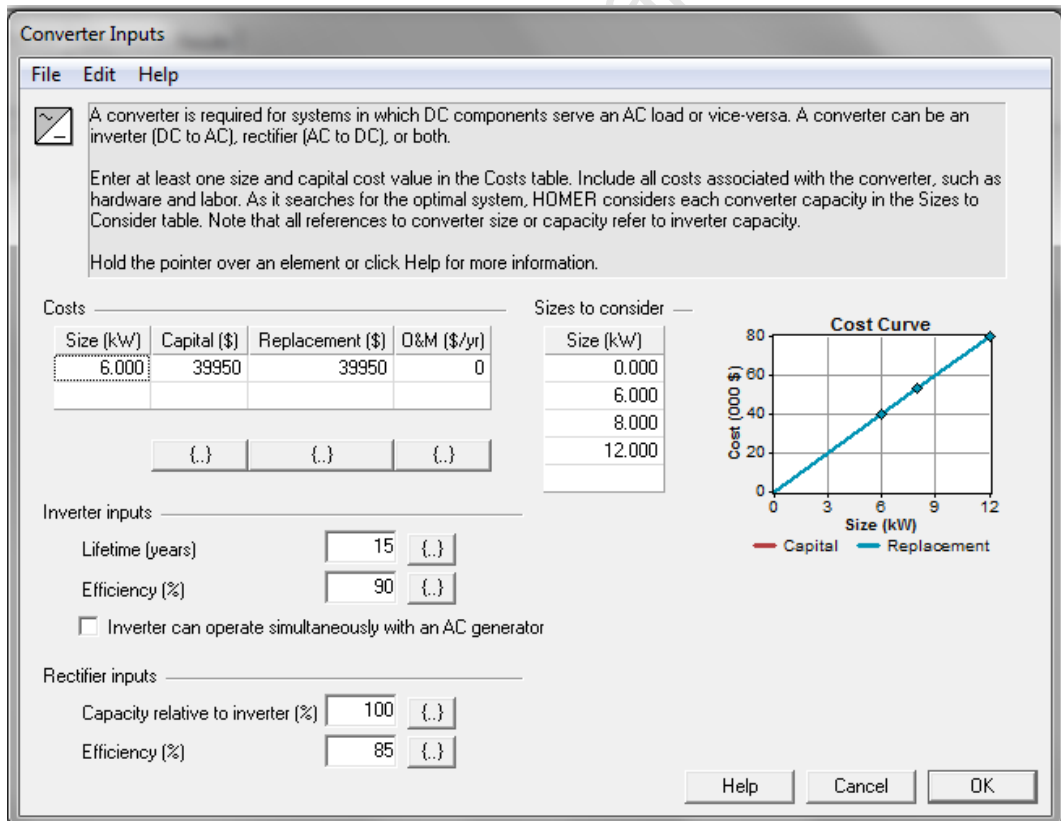 Converter Inputs
File Edit Help
A converter is required for systems in which DC components serve an AC load or vice-versa. A converter can be an
inverter (DC to AC), rectifier (AC to DC), or both.
Enter at least one size and capital cost value in the Costs table. Include all costs associated with the converter, such as
hardware and labor. As it searches for the optimal system, HOMER considers each converter capacity in the Sizes to
Consider table. Note that all references to converter size or capacity refer to inverter capacity.
Hold the pointer over an element or click Help for more information.
Costs
Size (kW) Capital ($) Replacement ($) O&M ($/yr)
6.000 39950 39950 0
{..} {..} {..}
Sizes to consider
Size (kW)
0.000
6.000
8.000
12.000
Cost Curve
Cost (000 $)
80
60
40
20
0
0 3 6 9 12
Size (kW)
Capital Replacement
Inverter inputs
Lifetime (years) 15 {..}
Efficiency (%) 90 {..}
Inverter can operate simultaneously with an AC generator
Rectifier inputs
Capacity relative to inverter (%) 100 {..}
Efficiency (%) 85 {..}
Help Cancel OK